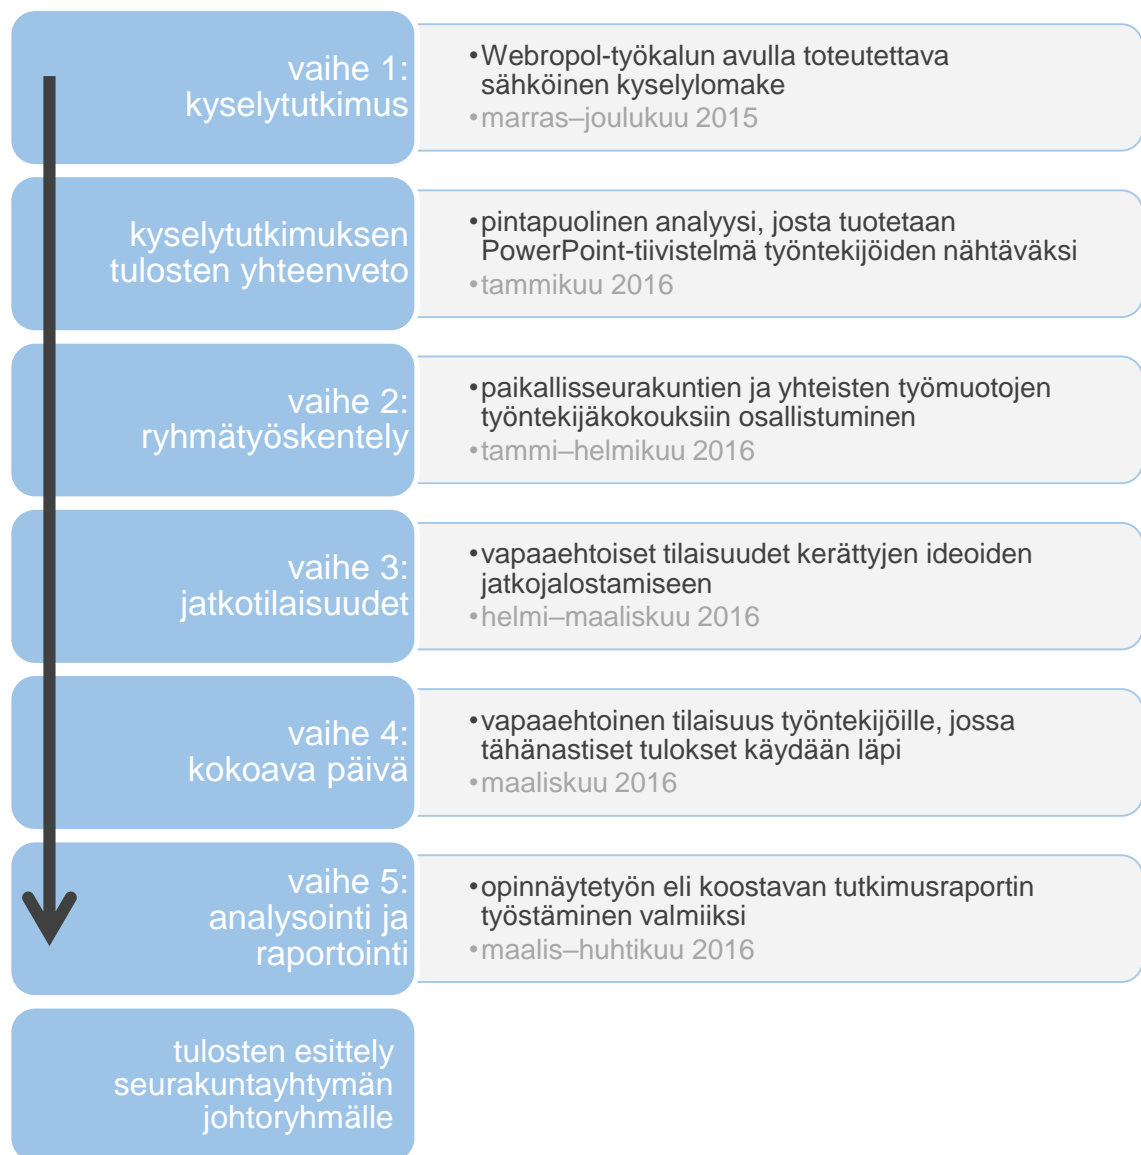 vaihe 1:
kyselytutkimus
•Webropol-työkalun avulla toteutettava
sähköinen kyselylomake
•marras–joulukuu 2015
kyselytutkimuksen
tulosten yhteenveto
•pintapuolinen analyysi, josta tuotetaan
PowerPoint-tiivistelmä työntekijöiden nähtäväksi
•tammikuu 2016
vaihe 2:
ryhmätyöskentely
•paikallisseurakuntien ja yhteisten työmuotojen
työntekijäkokouksiin osallistuminen
•tammi–helmikuu 2016
vaihe 3:
jatkotilaisuudet
•vapaaehtoiset tilaisuudet kerättyjen ideoiden
jatkojalostamiseen
•helmi–maaliskuu 2016
vaihe 4:
kokoava päivä
•vapaaehtoinen tilaisuus työntekijöille, jossa
tähänastiset tulokset käydään läpi
•maaliskuu 2016
vaihe 5:
analysointi ja
raportointi
•opinnäytetyön eli koostavan tutkimusraportin
työstäminen valmiiksi
•maalis–huhtikuu 2016
tulosten esittely
seurakuntayhtymän
johtoryhmälle